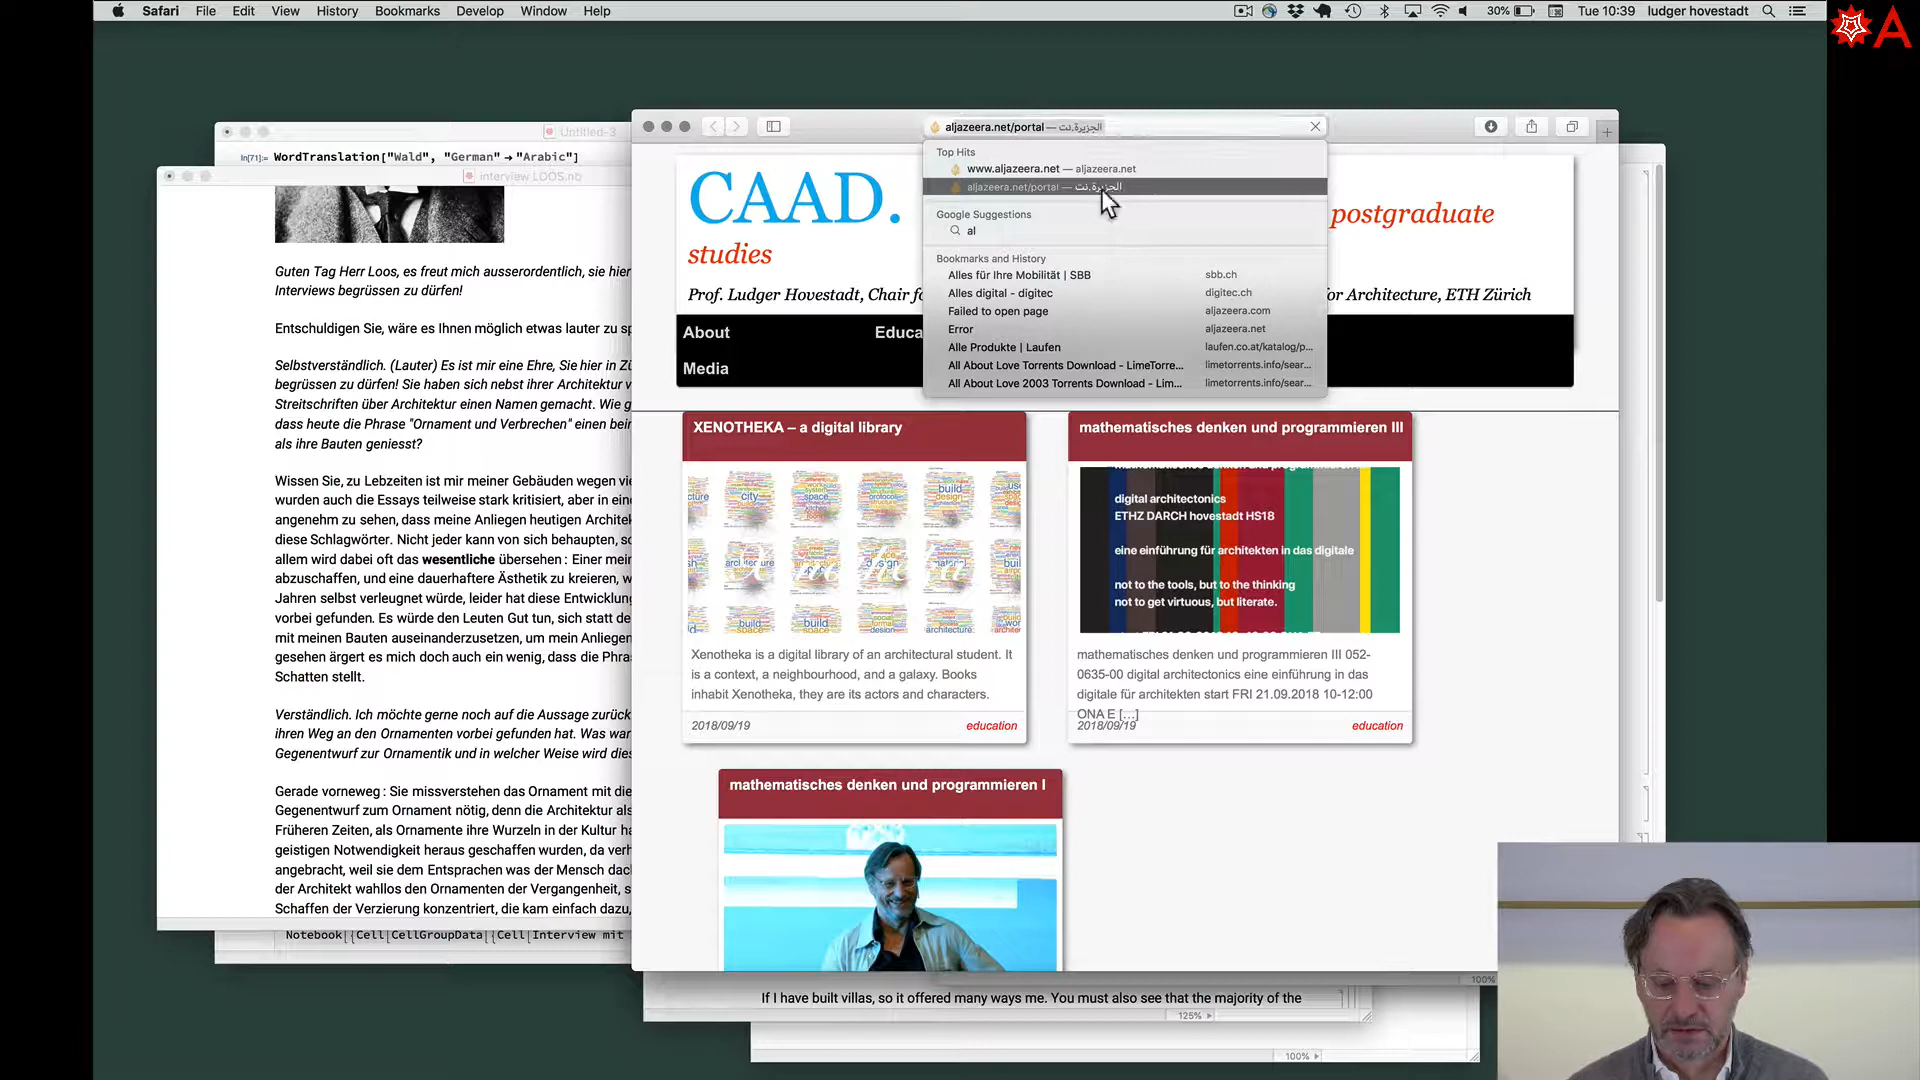 Safari File Edit View History Bookmarks Develop Window Help
30% Tue 10:39 ludger hovestadt
A
Untitled-3
In[71]:= WordTranslation["Wald", "German" → "Arabic"]
interview LOOS.nb
Guten Tag Herr Loos, es freut mich ausserordentlich, sie hier
Interviews begrüssen zu dürfen!
Entschuldigen Sie, wäre es Ihnen möglich etwas lauter zu sp
Selbstverständlich. (Lauter) Es ist mir eine Ehre, Sie hier in Zü
begrüssen zu dürfen! Sie haben sich nebst ihrer Architektur v
Streitschriften über Architektur einen Namen gemacht. Wie g
dass heute die Phrase "Ornament und Verbrechen" einen bein
als ihre Bauten geniesst?
Wissen Sie, zu Lebzeiten ist mir meiner Gebäuden wegen vie
wurden auch die Essays teilweise stark kritisiert, aber in eine
angenehm zu sehen, dass meine Anliegen heutigen Architek
diese Schlagwörter. Nicht jeder kann von sich behaupten, so
allem wird dabei oft das wesentliche übersehen : Einer mein
abzuschaffen, und eine dauerhaftere Ästhetik zu kreieren, w
Jahren selbst verleugnet würde, leider hat diese Entwicklung
vorbei gefunden. Es würde den Leuten Gut tun, sich statt de
mit meinen Bauten auseinanderzusetzen, um mein Anliegen
gesehen ärgert es mich doch auch ein wenig, dass die Phras
Schatten stellt.
Verständlich. Ich möchte gerne noch auf die Aussage zurück
ihren Weg an den Ornamenten vorbei gefunden hat. Was war
Gegenentwurf zur Ornamentik und in welcher Weise wird dies
Gerade vorneweg : Sie missverstehen das Ornament mit die
Gegenentwurf zum Ornament nötig, denn die Architektur als
Früheren Zeiten, als Ornamente ihre Wurzeln in der Kultur ha
geistigen Notwendigkeit heraus geschaffen wurden, da verh
angebracht, weil sie dem Entsprachen was der Mensch dach
der Architekt wahllos den Ornamenten der Vergangenheit, s
Schaffen der Verzierung konzentriert, die kam einfach dazu,
Notebook[{Cell[CellGroupData[{Cell[Interview mit
aljazeera.net/portal — الجزيرة.نت
Top Hits
www.aljazeera.net — aljazeera.net
aljazeera.net/portal — الجزيرة.نت
Google Suggestions
al
Bookmarks and History
Alles für Ihre Mobilität | SBB sbb.ch
Alles digital - digitec digitec.ch
Failed to open page aljazeera.com
Error aljazeera.net
Alle Produkte | Laufen laufen.co.at/katalog/p...
All About Love Torrents Download - LimeTorre... limetorrents.info/sear...
All About Love 2003 Torrents Download - Lim... limetorrents.info/sear...
CAAD. postgraduate
studies
Prof. Ludger Hovestadt, Chair fo or Architecture, ETH Zürich
About Educa
Media
XENOTHEKA – a digital library
Xenotheka is a digital library of an architectural student. It
is a context, a neighbourhood, and a galaxy. Books
inhabit Xenotheka, they are its actors and characters.
2018/09/19 education
mathematisches denken und programmieren III
digital architectonics
ETHZ DARCH hovestadt HS18
eine einführung für architekten in das digitale
not to the tools, but to the thinking
not to get virtuous, but literate.
mathematisches denken und programmieren III 052-
0635-00 digital architectonics eine einführung in das
digitale für architekten start FRI 21.09.2018 10-12:00
ONA E […]
2018/09/19 education
mathematisches denken und programmieren I
100%
If I have built villas, so it offered many ways me. You must also see that the majority of the
125%
100%